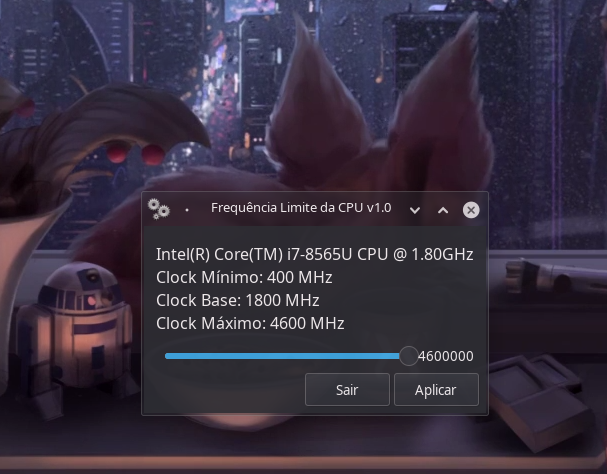 Frequência Limite da CPU v1.0
Intel(R) Core(TM) i7-8565U CPU @ 1.80GHz
Clock Mínimo: 400 MHz
Clock Base: 1800 MHz
Clock Máximo: 4600 MHz
4600000
Sair Aplicar